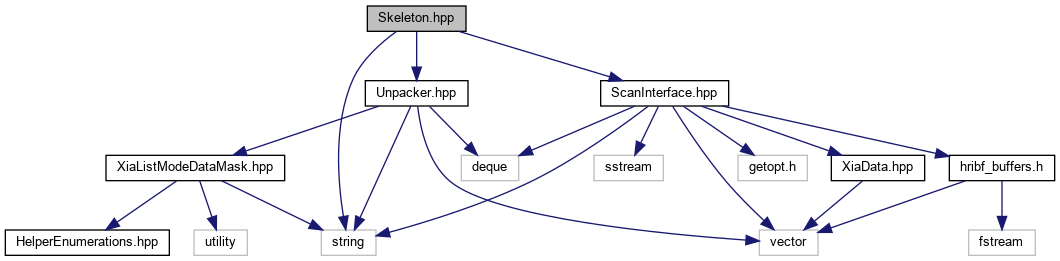 Skeleton.hpp
Unpacker.hpp
ScanInterface.hpp
XiaListModeDataMask.hpp
deque
sstream
getopt.h
XiaData.hpp
hribf_buffers.h
HelperEnumerations.hpp
utility
string
vector
fstream